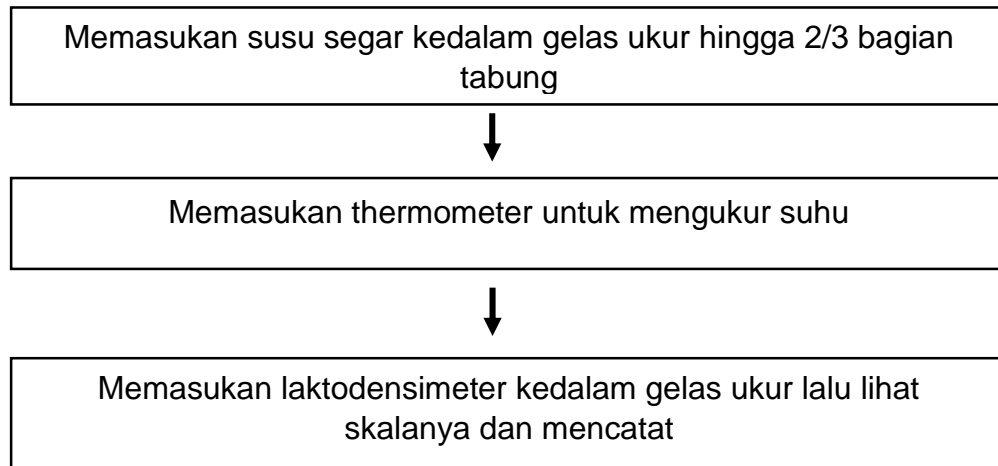 Memasukan susu segar kedalam gelas ukur hingga 2/3 bagian
tabung
Memasukan thermometer untuk mengukur suhu
Memasukan laktodensimeter kedalam gelas ukur lalu lihat
skalanya dan mencatat